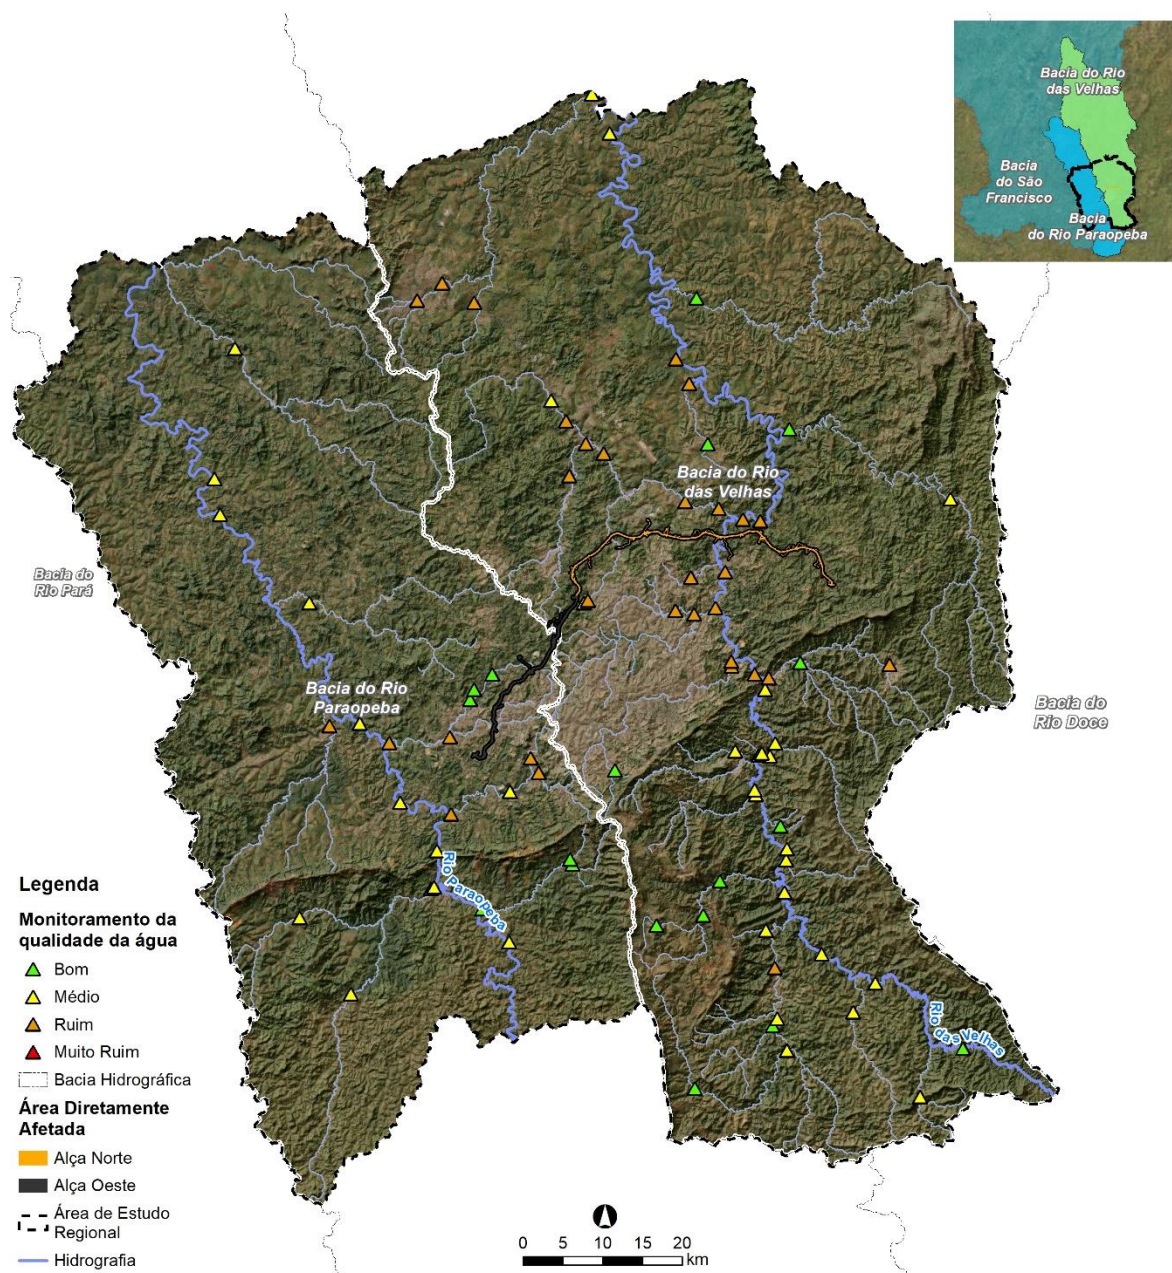 Bacia do Rio
das Velhas
Bacia
do São
Francisco
Bacia
do Rio Paraopeba
Bacia do Rio
das Velhas
Bacia do
Rio Pará
Bacia do Rio
Paraopeba
Bacia do
Rio Doce
Rio Paraopeba
Rio das Velhas
Legenda
Monitoramento da
qualidade da água
Bom
Médio
Ruim
Muito Ruim
Bacia Hidrográfica
Área Diretamente
Afetada
Alça Norte
Alça Oeste
Área de Estudo
Regional
Hidrografia
0 5 10 15 20
km